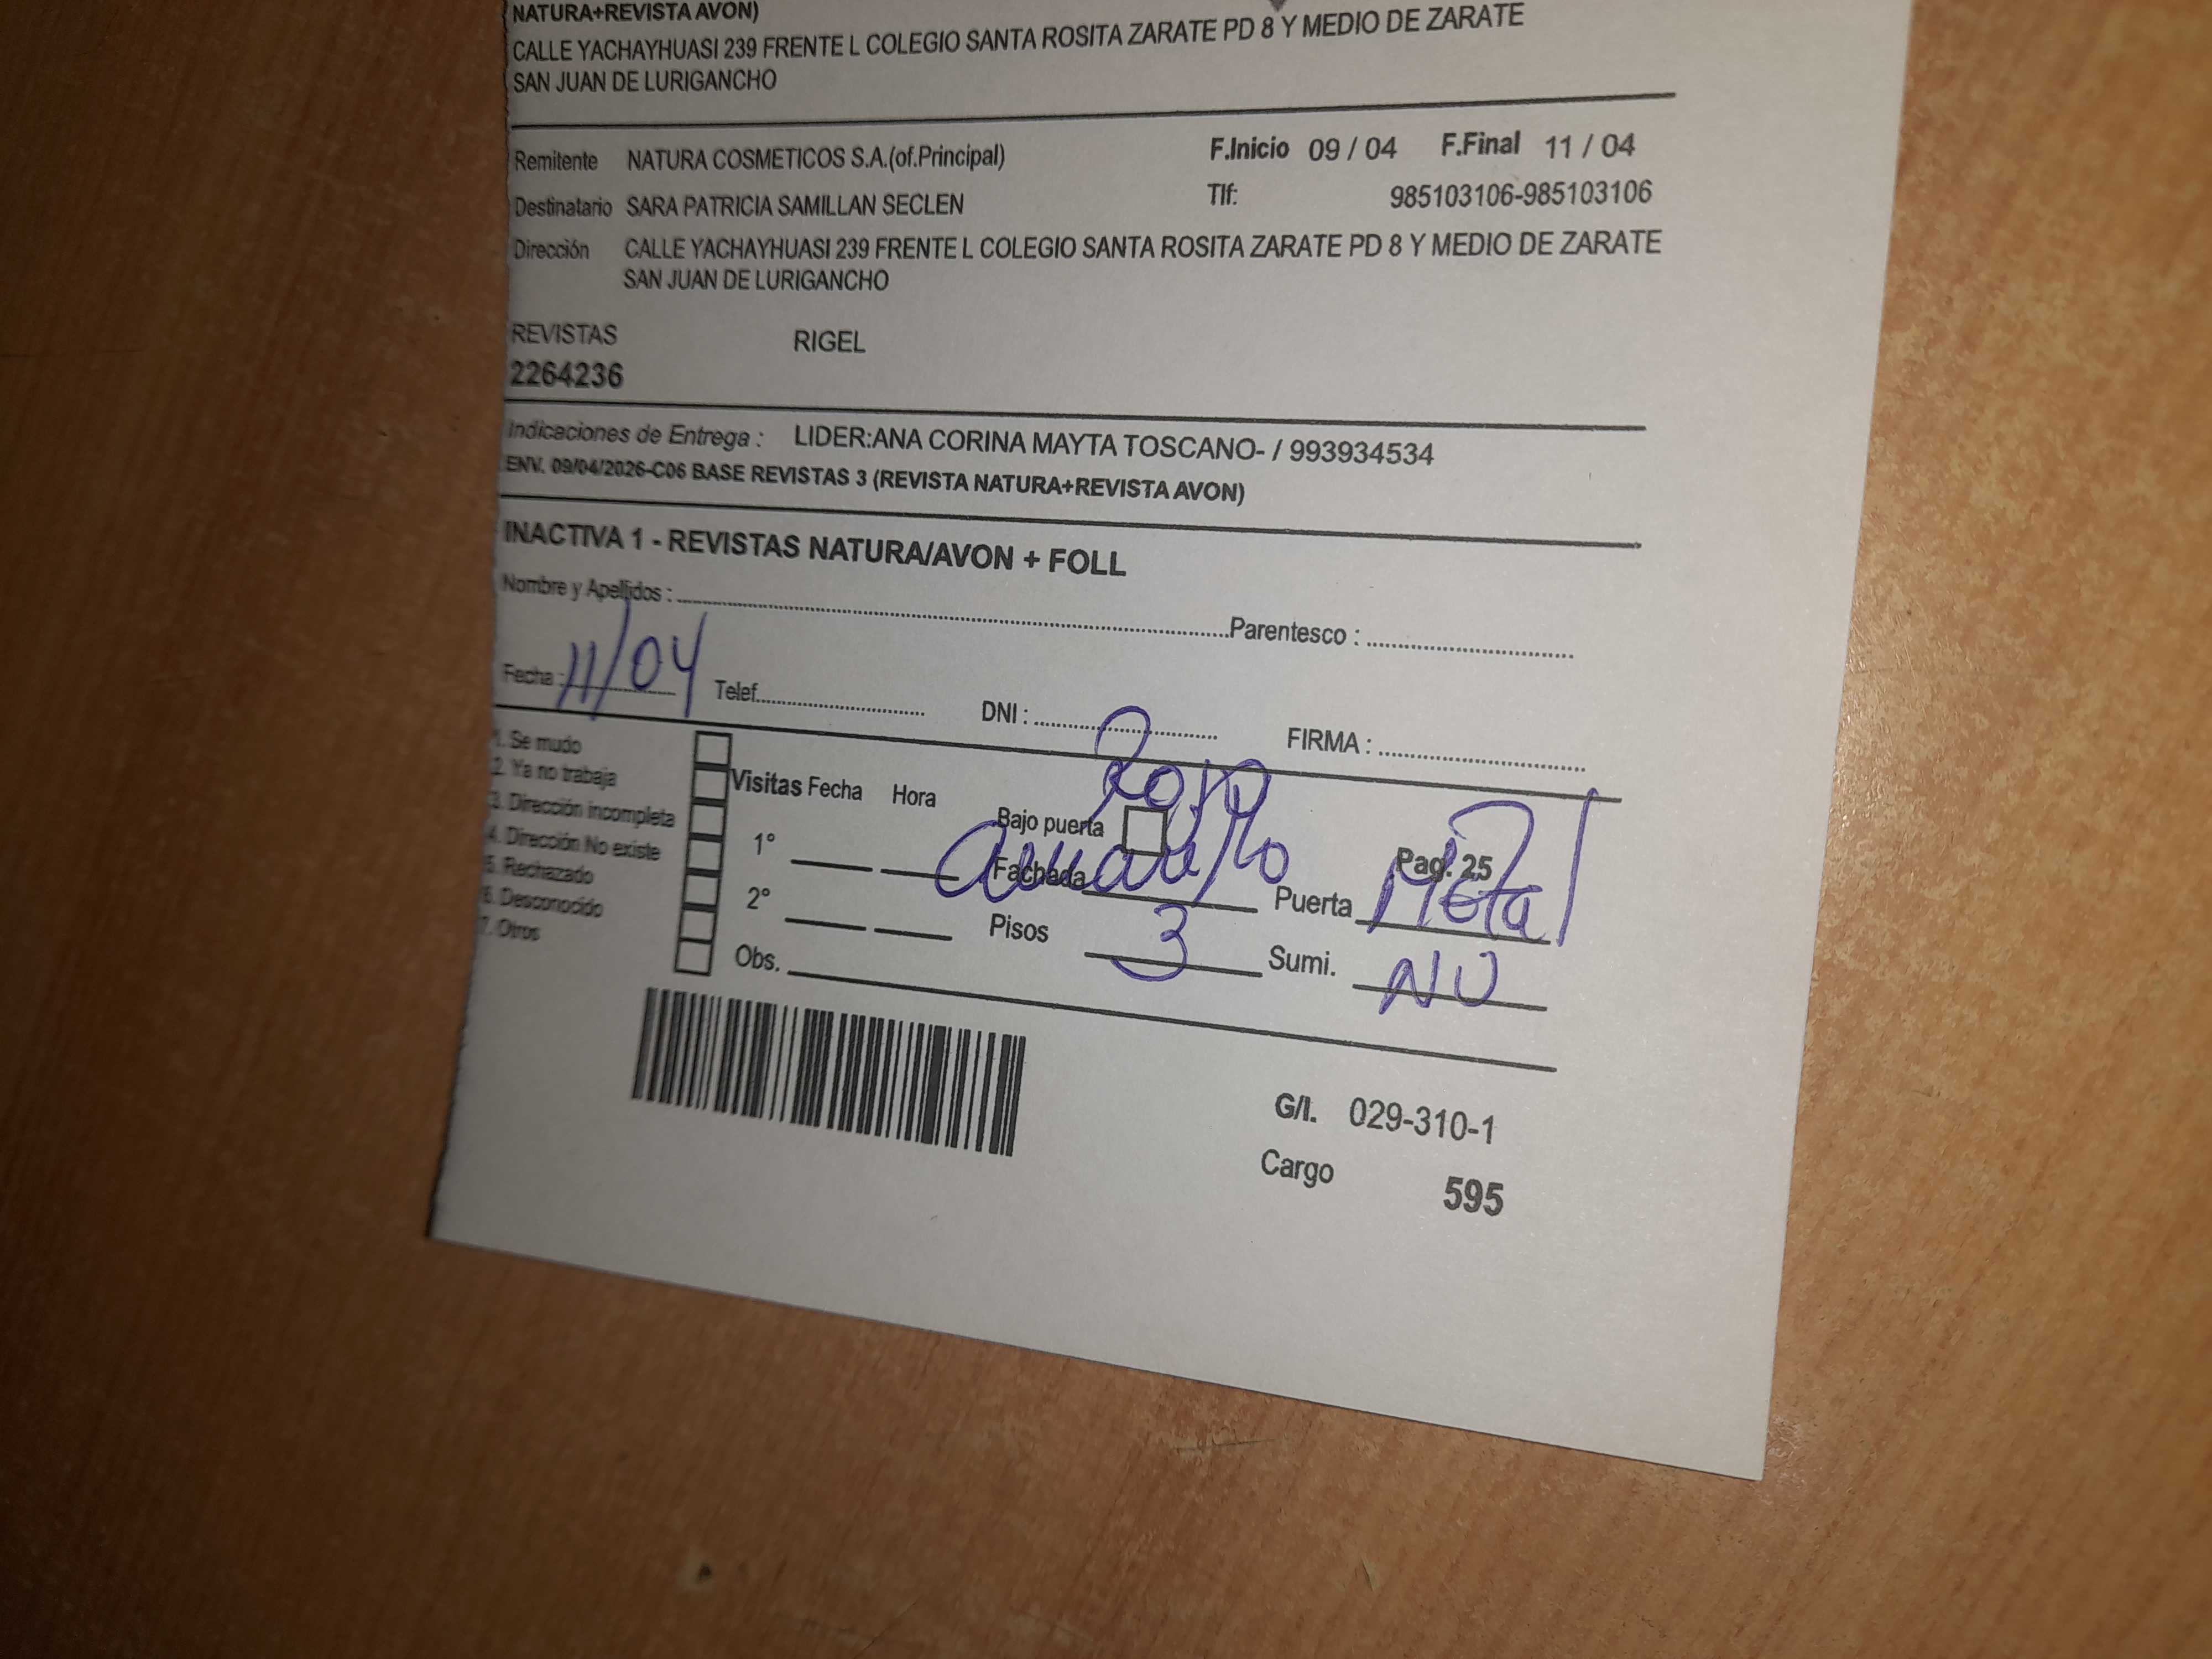 NATURA+REVISTA AVON)
CALLE YACHAYHUASI 239 FRENTE L COLEGIO SANTA ROSITA ZARATE PD 8 Y MEDIO DE ZARATE
SAN JUAN DE LURIGANCHO
Remitente NATURA COSMETICOS S.A.(of.Principal) F.Inicio 09 / 04 F.Final 11 / 04
Destinatario SARA PATRICIA SAMILLAN SECLEN Tlf: 985103106-985103106
Dirección CALLE YACHAYHUASI 239 FRENTE L COLEGIO SANTA ROSITA ZARATE PD 8 Y MEDIO DE ZARATE
SAN JUAN DE LURIGANCHO
REVISTAS RIGEL
2264236
Indicaciones de Entrega : LIDER:ANA CORINA MAYTA TOSCANO- / 993934534
ENV. 09/04/2026-C06 BASE REVISTAS 3 (REVISTA NATURA+REVISTA AVON)
INACTIVA 1 - REVISTAS NATURA/AVON + FOLL
Nombre y Apellidos : Parentesco :
Fecha : 11/04 Telef. DNI : FIRMA :
1. Se mudo
2. Ya no trabaja
3. Dirección incompleta
4. Dirección No existe
5. Rechazado
6. Desconocido
7. Otros
Visitas Fecha Hora
1°
2°
Obs.
Rojo
Bajo puerta Pag. 25
Fachada amarillo Puerta Metal
Pisos 3 Sumi. NO
G/I. 029-310-1
Cargo 595